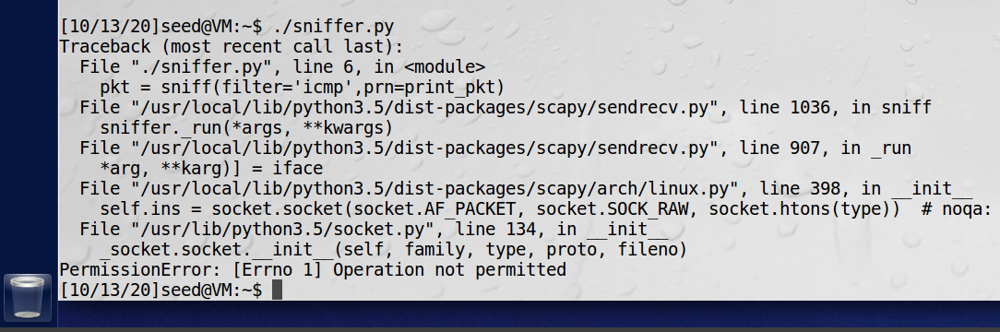 [10/13/20]seed@VM:~$ ./sniffer.py
Traceback (most recent call last):
  File "./sniffer.py", line 6, in <module>
    pkt = sniff(filter='icmp',prn=print_pkt)
  File "/usr/local/lib/python3.5/dist-packages/scapy/sendrecv.py", line 1036, in sniff
    sniffer._run(*args, **kwargs)
  File "/usr/local/lib/python3.5/dist-packages/scapy/sendrecv.py", line 907, in _run
    *arg, **karg)] = iface
  File "/usr/local/lib/python3.5/dist-packages/scapy/arch/linux.py", line 398, in __init__
    self.ins = socket.socket(socket.AF_PACKET, socket.SOCK_RAW, socket.htons(type))  # noqa:
  File "/usr/lib/python3.5/socket.py", line 134, in __init__
    _socket.socket.__init__(self, family, type, proto, fileno)
PermissionError: [Errno 1] Operation not permitted
[10/13/20]seed@VM:~$